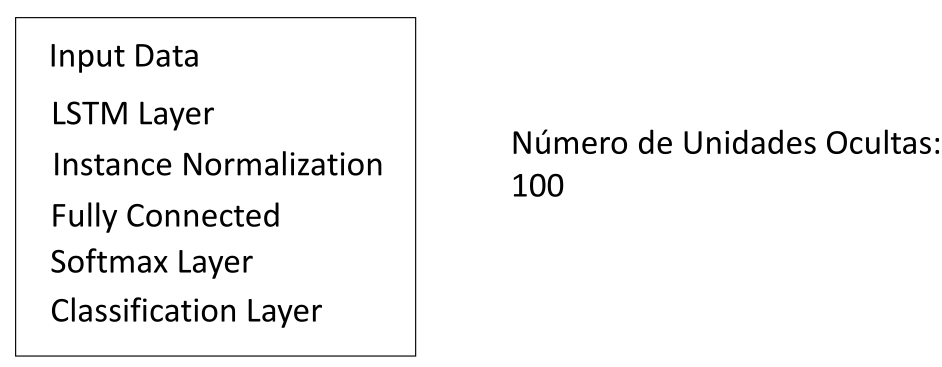 Input Data
LSTM Layer
Instance Normalization
Fully Connected
Softmax Layer
Classification Layer
Número de Unidades Ocultas:
100